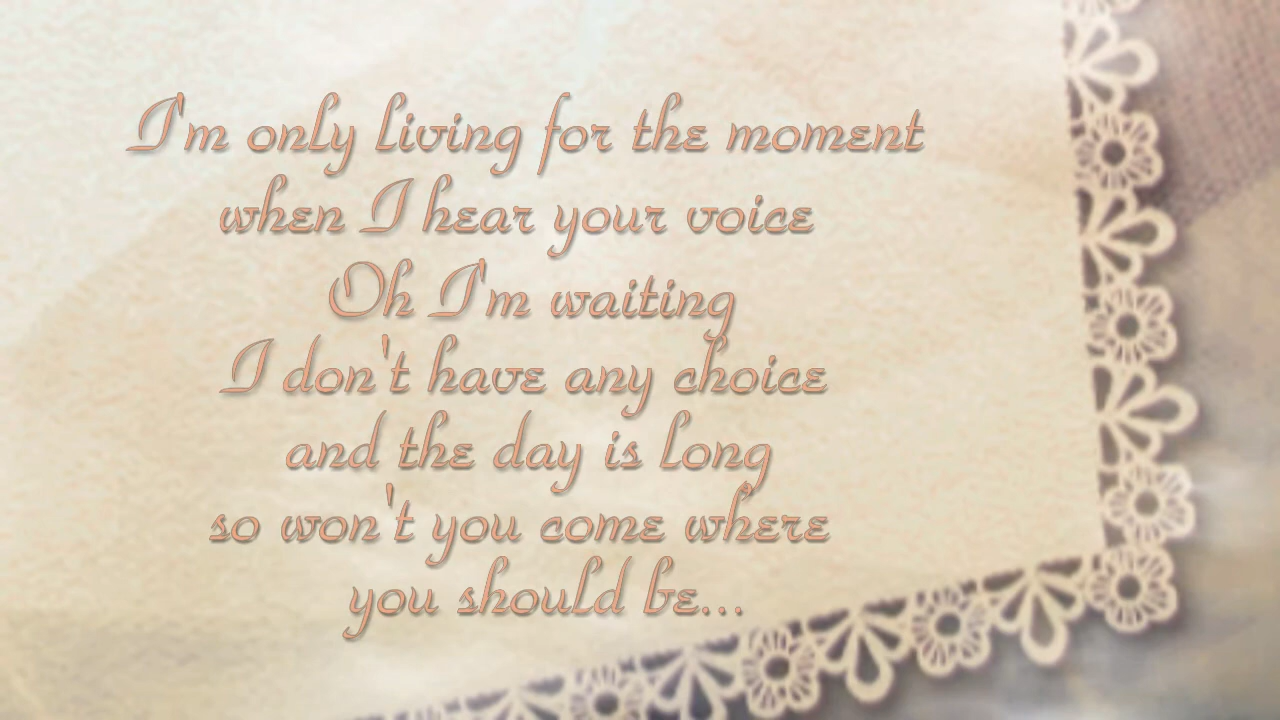 I'm only living for the moment
when I hear your voice
Oh I'm waiting
I don't have any choice
and the day is long
so won't you come where
you should be...